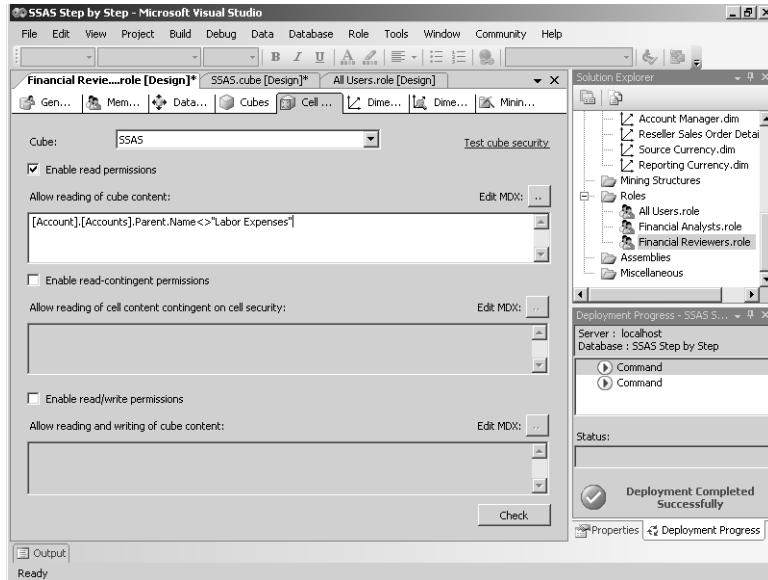 SSAS Step by Step - Microsoft Visual Studio
File Edit View Project Build Debug Data Database Role Tools Window Community Help
B I U A
Financial Revie....role [Design]* SSAS.cube [Design]* All Users.role [Design]
Gen... Mem... Data... Cubes Cell ... Dime... Dime... Minin...
Cube: SSAS Test cube security
Enable read permissions
Allow reading of cube content: Edit MDX: ..
[Account].[Accounts].Parent.Name<>"Labor Expenses"
Enable read-contingent permissions
Allow reading of cell content contingent on cell security: Edit MDX: ..
Enable read/write permissions
Allow reading and writing of cube content: Edit MDX: ..
Check
Output
Ready
Solution Explorer
Account Manager.dim
Reseller Sales Order Detai
Source Currency.dim
Reporting Currency.dim
Mining Structures
Roles
All Users.role
Financial Analysts.role
Financial Reviewers.role
Assemblies
Miscellaneous
Deployment Progress - SSAS S...
Server : localhost
Database : SSAS Step by Step
Command
Command
Status:
Deployment Completed
Successfully
Properties Deployment Progress